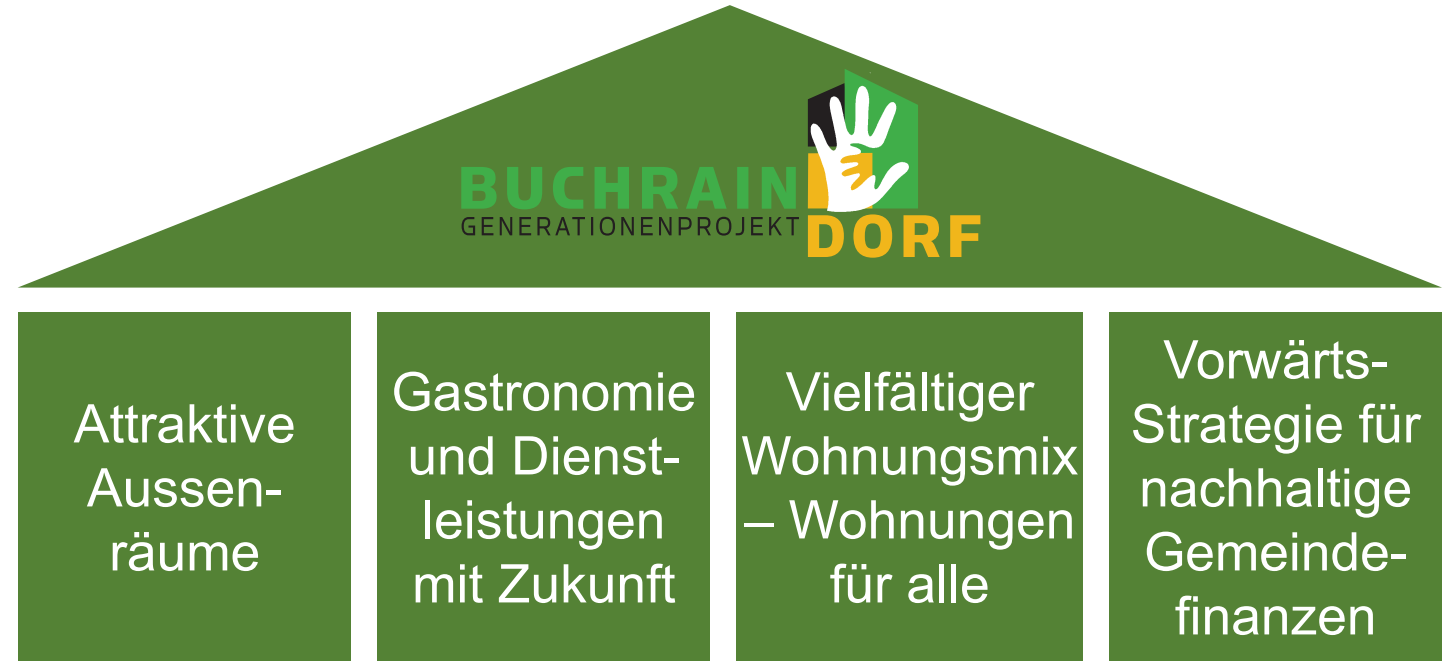 BUCHRAIN
GENERATIONENPROJEKT
DORF
Attraktive
Aussen-
räume
Gastronomie
und Dienst-
leistungen
mit Zukunft
Vielfältiger
Wohnungsmix
– Wohnungen
für alle
Vorwärts-
Strategie für
nachhaltige
Gemeinde-
finanzen